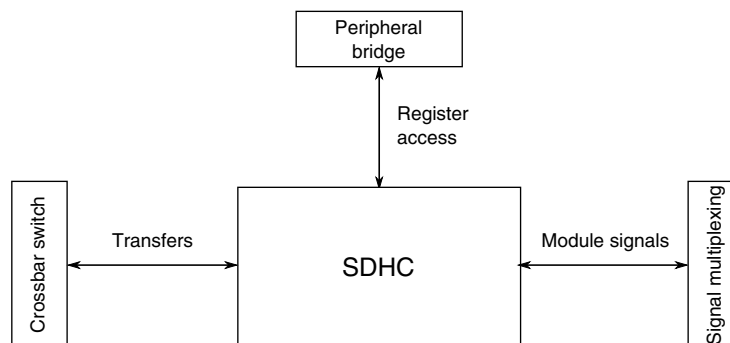 Peripheral
bridge
Register
access
Crossbar switch
Transfers
SDHC
Module signals
Signal multiplexing